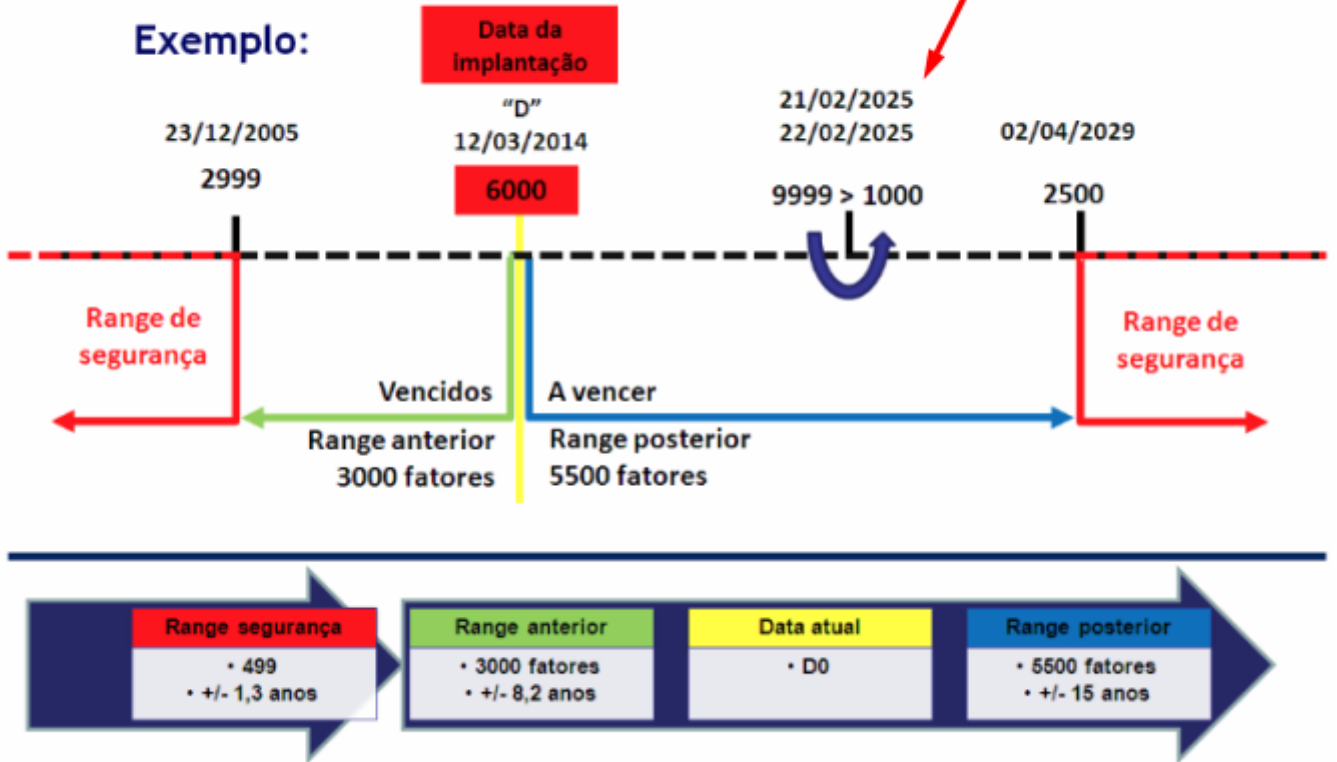 Exemplo:
Data da
implantação
"D"
12/03/2014
6000
23/12/2005
2999
21/02/2025
22/02/2025
9999 > 1000
02/04/2029
2500
Range de
segurança
Vencidos
Range anterior
3000 fatores
A vencer
Range posterior
5500 fatores
Range de
segurança
Range segurança
• 499
• +/- 1,3 anos
Range anterior
• 3000 fatores
• +/- 8,2 anos
Data atual
• D0
Range posterior
• 5500 fatores
• +/- 15 anos